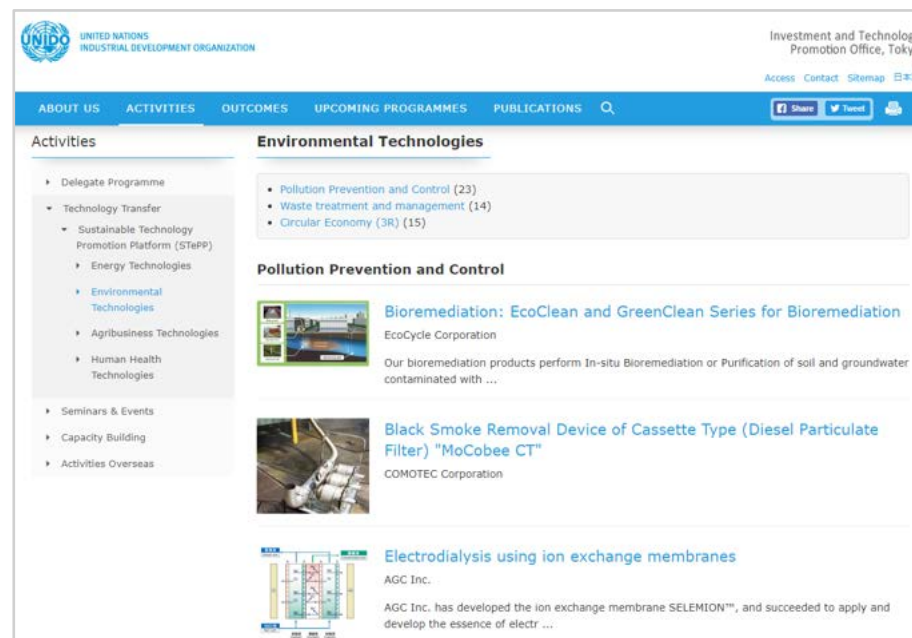 UNIDO
UNITED NATIONS
INDUSTRIAL DEVELOPMENT ORGANIZATION
Investment and Technolog
Promotion Office, Toky
Access Contact Sitemap 日本
ABOUT US ACTIVITIES OUTCOMES UPCOMING PROGRAMMES PUBLICATIONS
Share Tweet
Activities
Delegate Programme
Technology Transfer
Sustainable Technology
Promotion Platform (STePP)
Energy Technologies
Environmental
Technologies
Agribusiness Technologies
Human Health
Technologies
Seminars & Events
Capacity Building
Activities Overseas
Environmental Technologies
• Pollution Prevention and Control (23)
• Waste treatment and management (14)
• Circular Economy (3R) (15)
Pollution Prevention and Control
Bioremediation: EcoClean and GreenClean Series for Bioremediation
EcoCycle Corporation
Our bioremediation products perform In-situ Bioremediation or Purification of soil and groundwater
contaminated with ...
Black Smoke Removal Device of Cassette Type (Diesel Particulate
Filter) "MoCobee CT"
COMOTEC Corporation
Electrodialysis using ion exchange membranes
AGC Inc.
AGC Inc. has developed the ion exchange membrane SELEMION™, and succeeded to apply and
develop the essence of electr ...